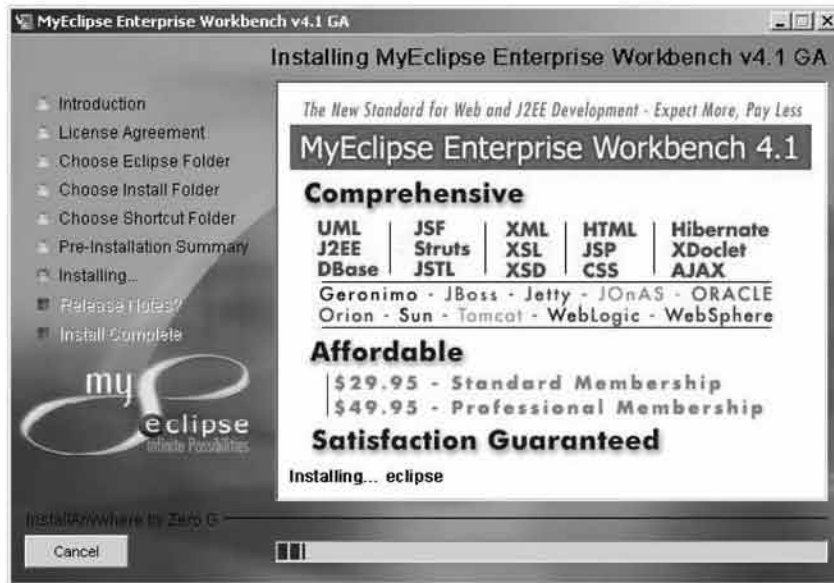 MyEclipse Enterprise Workbench v4.1 GA
Installing MyEclipse Enterprise Workbench v4.1 GA
Introduction
License Agreement
Choose Eclipse Folder
Choose Install Folder
Choose Shortcut Folder
Pre-Installation Summary
Installing...
Release Notes?
Install Complete
my
eclipse
Infinite Possibilities
The New Standard for Web and J2EE Development - Expect More, Pay Less
MyEclipse Enterprise Workbench 4.1
Comprehensive
UML JSF XML HTML Hibernate
J2EE Struts XSL JSP XDoclet
DBase JSTL XSD CSS AJAX
Geronimo - JBoss - Jetty - JOnAS - ORACLE
Orion - Sun - Tomcat - WebLogic - WebSphere
Affordable
$29.95 - Standard Membership
$49.95 - Professional Membership
Satisfaction Guaranteed
Installing... eclipse
InstallAnywhere by Zero G
Cancel